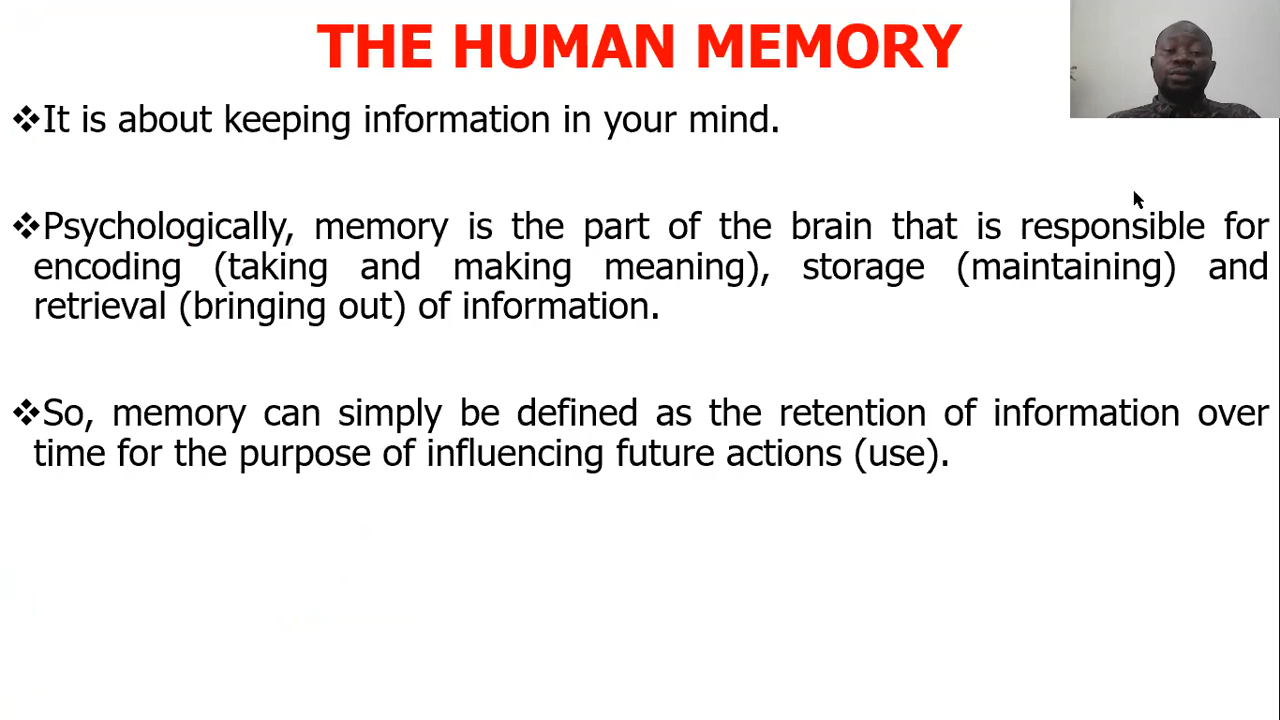 THE HUMAN MEMORY
❖It is about keeping information in your mind.
❖Psychologically, memory is the part of the brain that is responsible for
encoding (taking and making meaning), storage (maintaining) and
retrieval (bringing out) of information.
❖So, memory can simply be defined as the retention of information over
time for the purpose of influencing future actions (use).